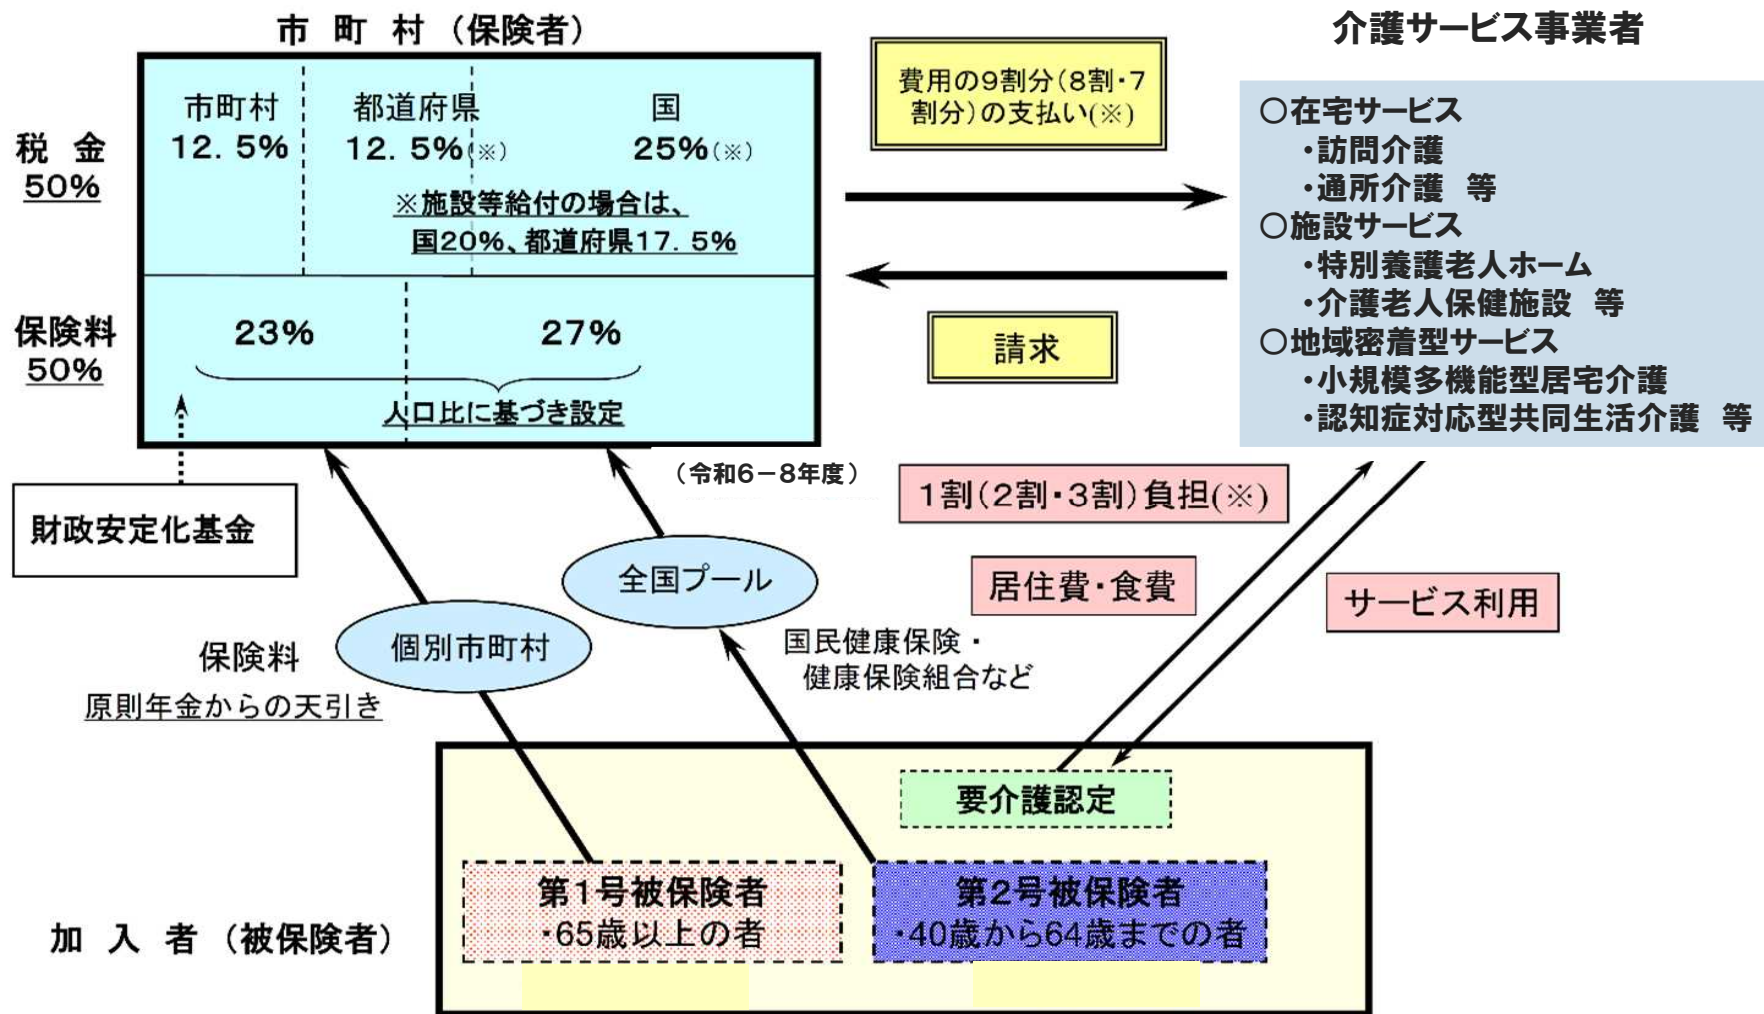 市 町 村（保険者）
税 金
50%
市町村
12. 5%
都道府県
12. 5%(※)
国
25%(※)
※施設等給付の場合は、
国20%、都道府県17. 5%
保険料
50%
23%
27%
人口比に基づき設定
（令和6－8年度）
財政安定化基金
費用の9割分（8割・7
割分）の支払い(※)
請求
介護サービス事業者
○在宅サービス
・訪問介護
・通所介護 等
○施設サービス
・特別養護老人ホーム
・介護老人保健施設 等
○地域密着型サービス
・小規模多機能型居宅介護
・認知症対応型共同生活介護 等
1割（2割・3割）負担(※)
居住費・食費
サービス利用
全国プール
個別市町村
保険料
原則年金からの天引き
国民健康保険・
健康保険組合など
要介護認定
加 入 者 （被保険者）
第1号被保険者
・65歳以上の者
第2号被保険者
・40歳から64歳までの者